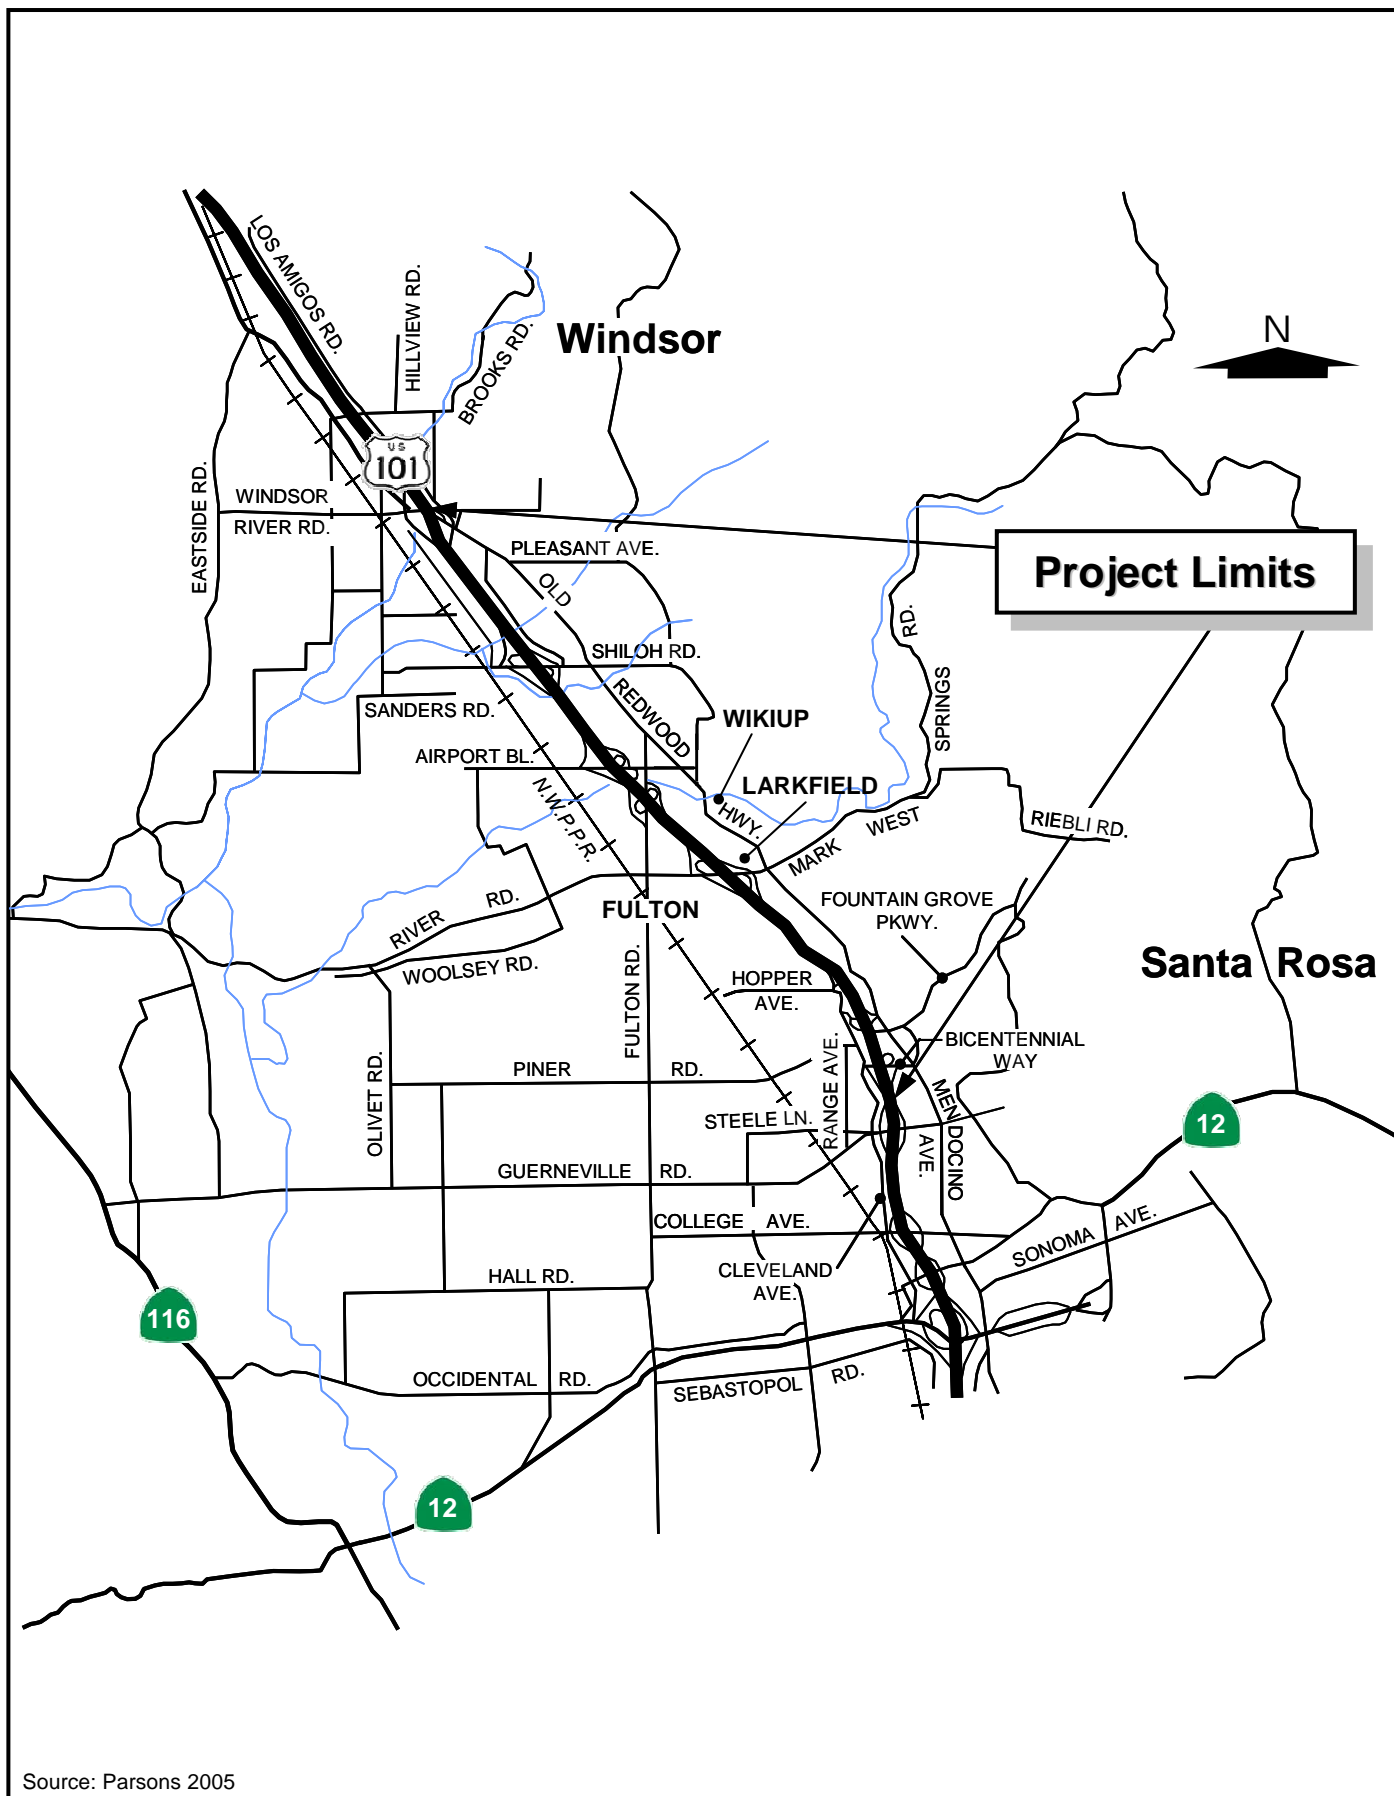 LOS AMIGOS RD.
HILLVIEW RD.
BROOKS RD.
Windsor
N
US
101
EASTSIDE RD.
WINDSOR
RIVER RD.
PLEASANT AVE.
Project Limits
OLD
REDWOOD
HWY.
SHILOH RD.
RD.
SPRINGS
WEST
MARK
SANDERS RD.
WIKIUP
AIRPORT BL.
LARKFIELD
N.W.P.P.R.
RIEBLI RD.
RIVER RD.
FULTON
FOUNTAIN GROVE
PKWY.
WOOLSEY RD.
Santa Rosa
HOPPER
AVE.
FULTON RD.
BICENTENNIAL
WAY
RANGE AVE.
OLIVET RD.
PINER RD.
MENDOCINO
AVE.
STEELE LN.
12
GUERNEVILLE RD.
COLLEGE AVE.
SONOMA AVE.
HALL RD.
CLEVELAND
AVE.
116
OCCIDENTAL RD.
SEBASTOPOL RD.
12
Source: Parsons 2005